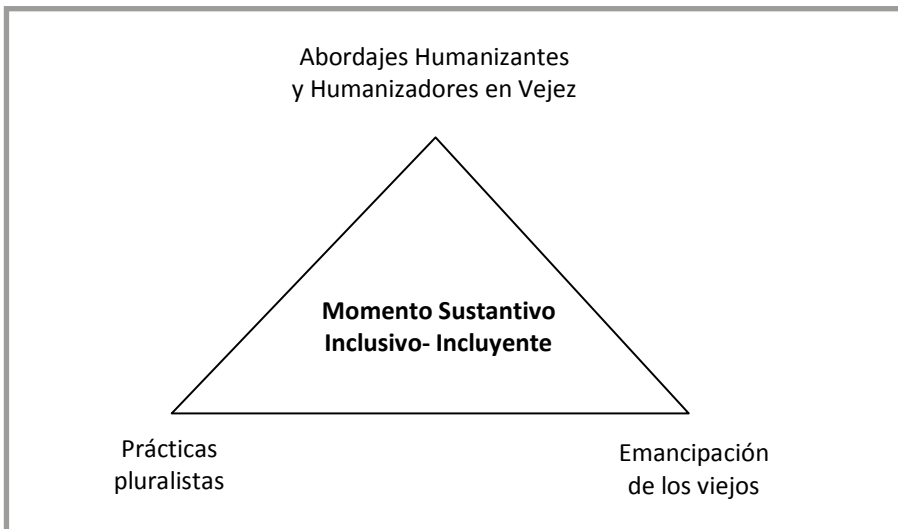 Abordajes Humanizantes
y Humanizadores en Vejez
Momento Sustantivo
Inclusivo- Incluyente
Prácticas
pluralistas
Emancipación
de los viejos